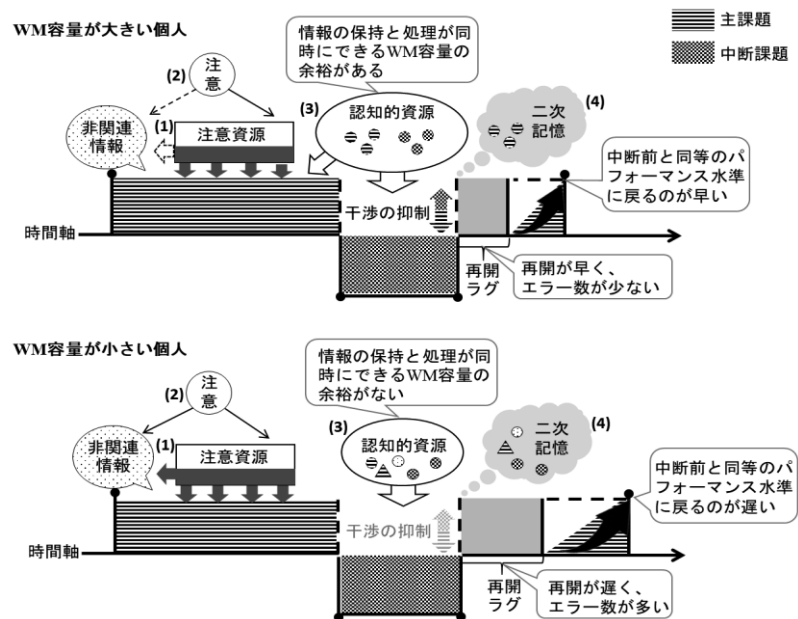 WM容量が大きい個人
主課題
中断課題
情報の保持と処理が同
時にできるWM容量の
余裕がある
(2)
注
意
非関連
情報
(1)
注意資源
(3)
認知的資源
(4)
二次
記憶
中断前と同等のパ
フォーマンス水準
に戻るのが早い
干渉の抑制
時間軸
再開
ラグ
再開が早く、
エラー数が少ない
WM容量が小さい個人
情報の保持と処理が同
時にできるWM容量の
余裕がない
(2)
注
意
非関連
情報
(1)
注意資源
(3)
認知的資源
(4)
二次
記憶
中断前と同等のパ
フォーマンス水準
に戻るのが遅い
干渉の抑制
時間軸
再開
ラグ
再開が遅く、
エラー数が多い